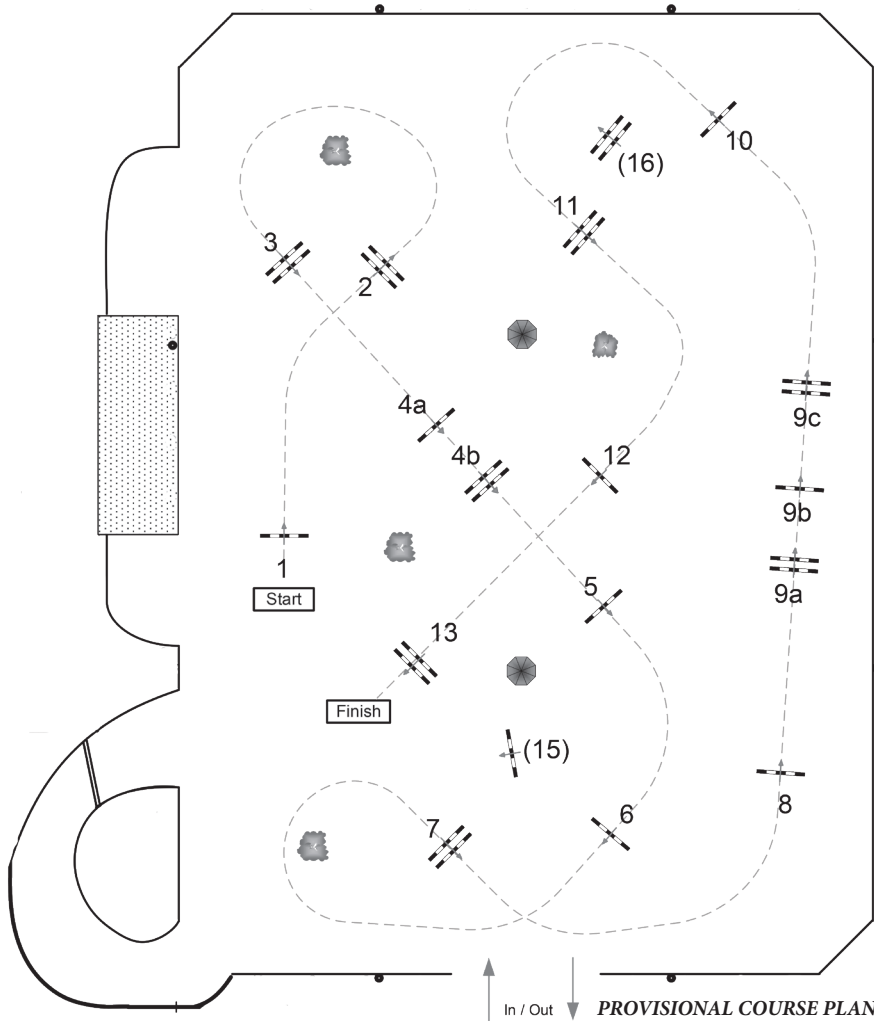 10
(16)
11
3
2
9c
4a
4b
12
9b
1
5
9a
Start
13
Finish
(15)
8
6
7
In / Out
PROVISIONAL COURSE PLAN